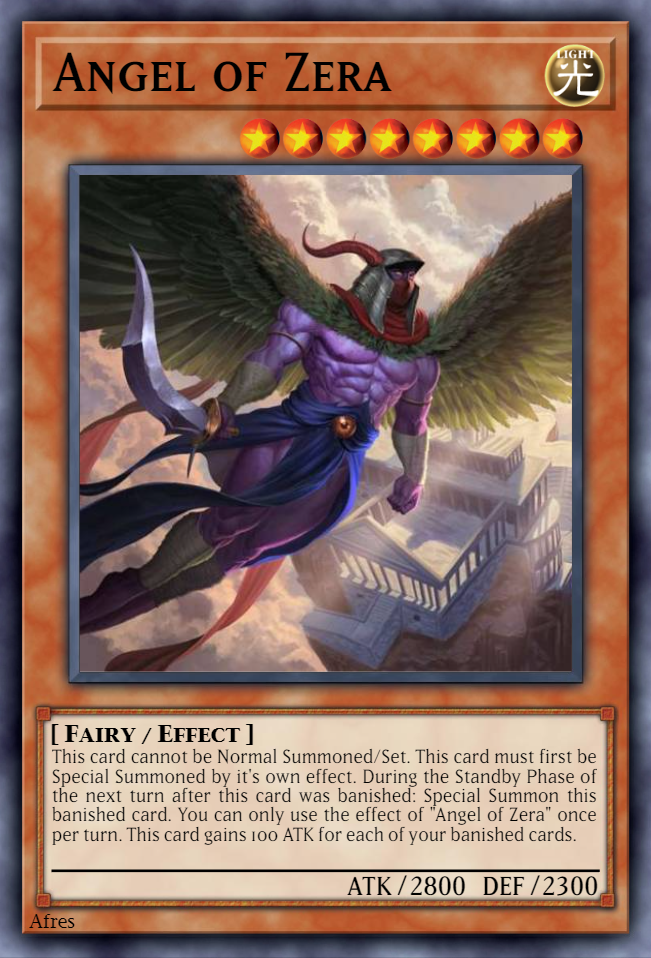 Angel of Zera
LIGHT
光
[ Fairy / Effect ]
This card cannot be Normal Summoned/Set. This card must first be
Special Summoned by it's own effect. During the Standby Phase of
the next turn after this card was banished: Special Summon this
banished card. You can only use the effect of "Angel of Zera" once
per turn. This card gains 100 ATK for each of your banished cards.
ATK / 2800 DEF / 2300
Afres